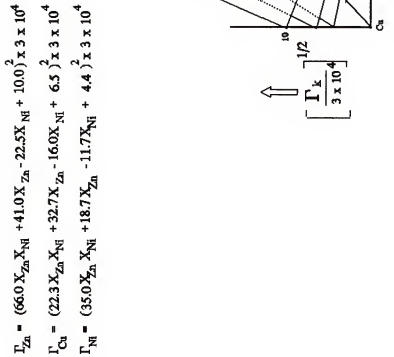 Γ_Zn = (66.0 X_Zn X_Ni + 41.0 X_Zn - 22.5 X_Ni + 10.0)^2 x 3 x 10^4
Γ_Cu = (22.3 X_Zn X_Ni + 32.7 X_Zn - 16.0 X_Ni + 6.5)^2 x 3 x 10^4
Γ_Ni = (35.0 X_Zn X_Ni + 18.7 X_Zn - 11.7 X_Ni + 4.4)^2 x 3 x 10^4
10
[Γ_k / 3 x 10^4]^1/2
Cu